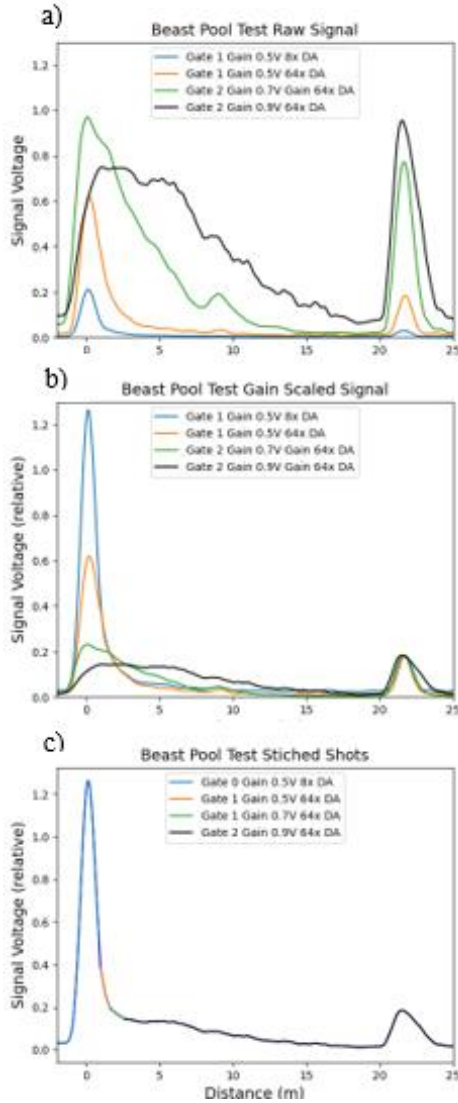 a)
Beast Pool Test Raw Signal
Gate 1 Gain 0.5V 8x DA
Gate 1 Gain 0.5V 64x DA
Gate 2 Gain 0.7V Gain 64x DA
Gate 2 Gain 0.9V 64x DA
Signal Voltage
1.2
1.0
0.8
0.6
0.4
0.2
0.0
0 5 10 15 20 25
b)
Beast Pool Test Gain Scaled Signal
Gate 1 Gain 0.5V 8x DA
Gate 1 Gain 0.5V 64x DA
Gate 2 Gain 0.7V Gain 64x DA
Gate 2 Gain 0.9V Gain 64x DA
Signal Voltage (relative)
1.2
1.0
0.8
0.6
0.4
0.2
0.0
0 5 10 15 20 25
c)
Beast Pool Test Stiched Shots
Gate 0 Gain 0.5V 8x DA
Gate 1 Gain 0.5V 64x DA
Gate 1 Gain 0.7V 64x DA
Gate 2 Gain 0.9V 64x DA
Signal Voltage (relative)
1.2
1.0
0.8
0.6
0.4
0.2
0.0
0 5 10 15 20 25
Distance (m)